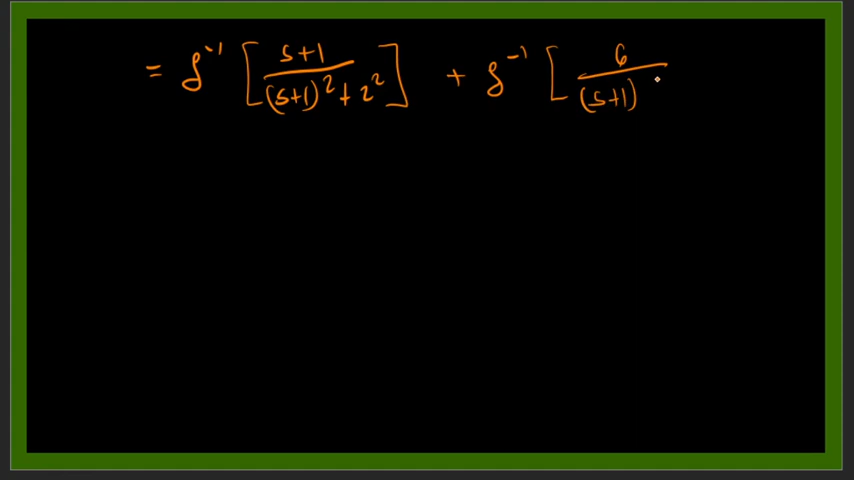 = ℒ⁻¹ [ (s+1) / ((s+1)² + 2²) ] + ℒ⁻¹ [ 6 / (s+1)